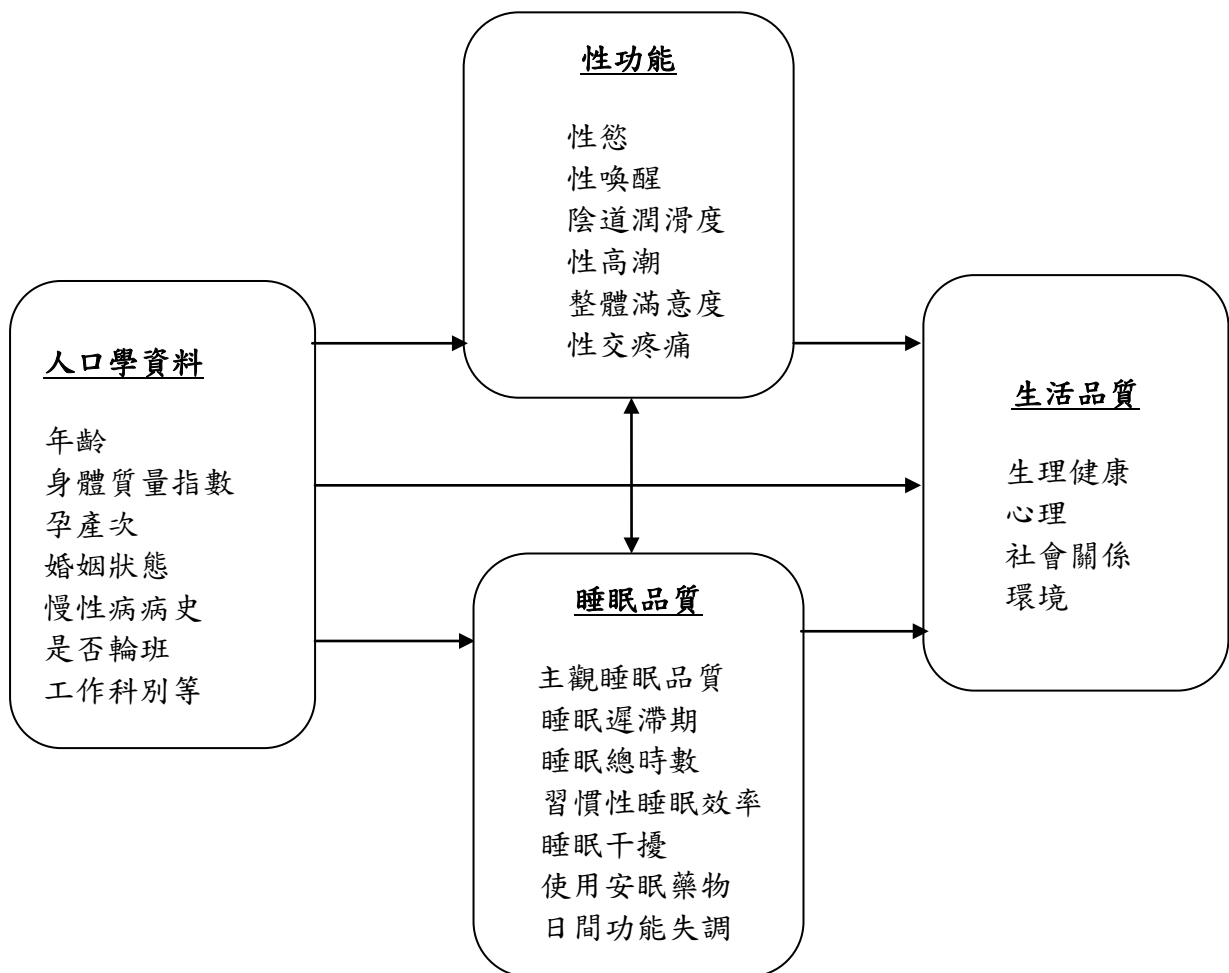 性功能
性慾
性喚醒
陰道潤滑度
性高潮
整體滿意度
性交疼痛
人口學資料
年齡
身體質量指數
孕產次
婚姻狀態
慢性病病史
是否輪班
工作科別等
生活品質
生理健康
心理
社會關係
環境
睡眠品質
主觀睡眠品質
睡眠遲滯期
睡眠總時數
習慣性睡眠效率
睡眠干擾
使用安眠藥物
日間功能失調